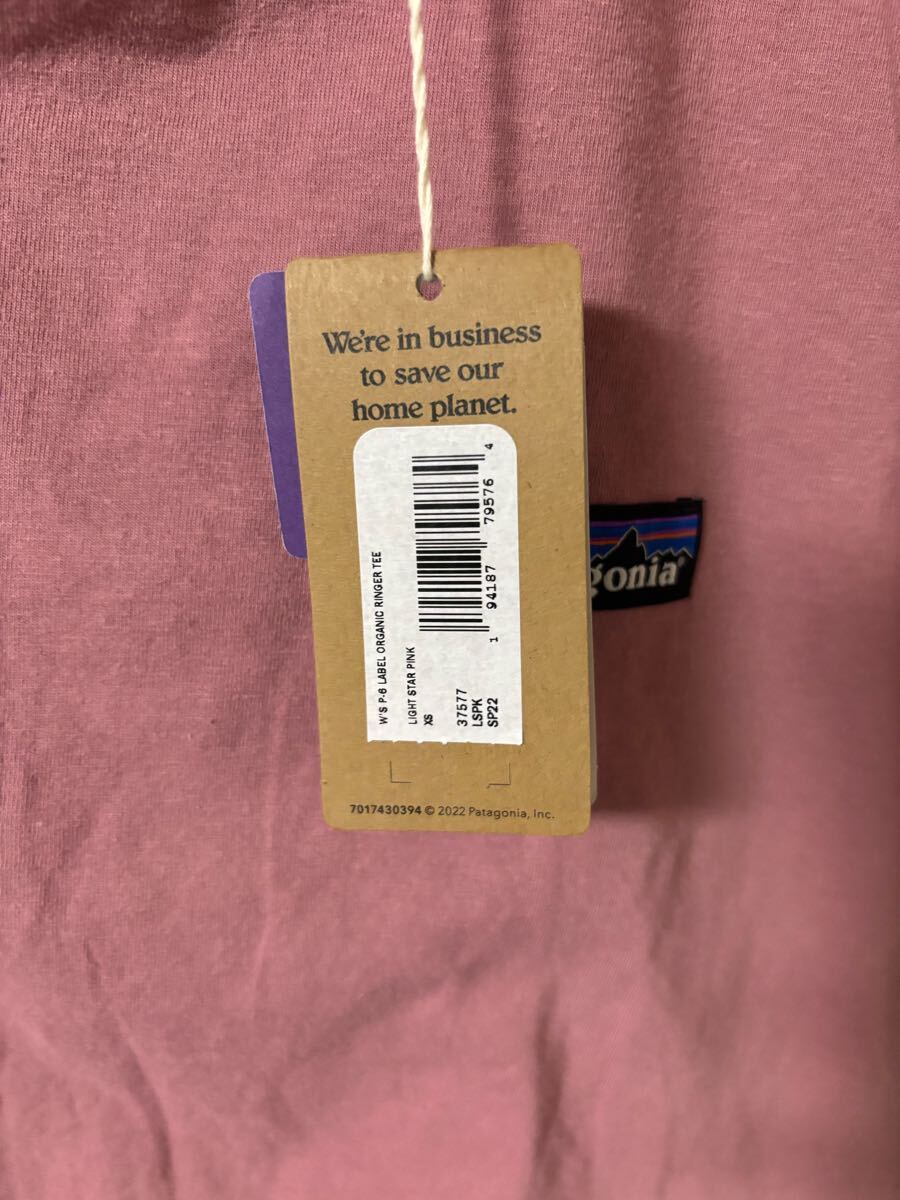 We're in business
to save our
home planet.
W'S P-6 LABEL ORGANIC RINGER TEE
LIGHT STAR PINK
XS
37577
LSPK
SP22
1 94187 79576 4
7017430394 © 2022 Patagonia, Inc.
gonia®